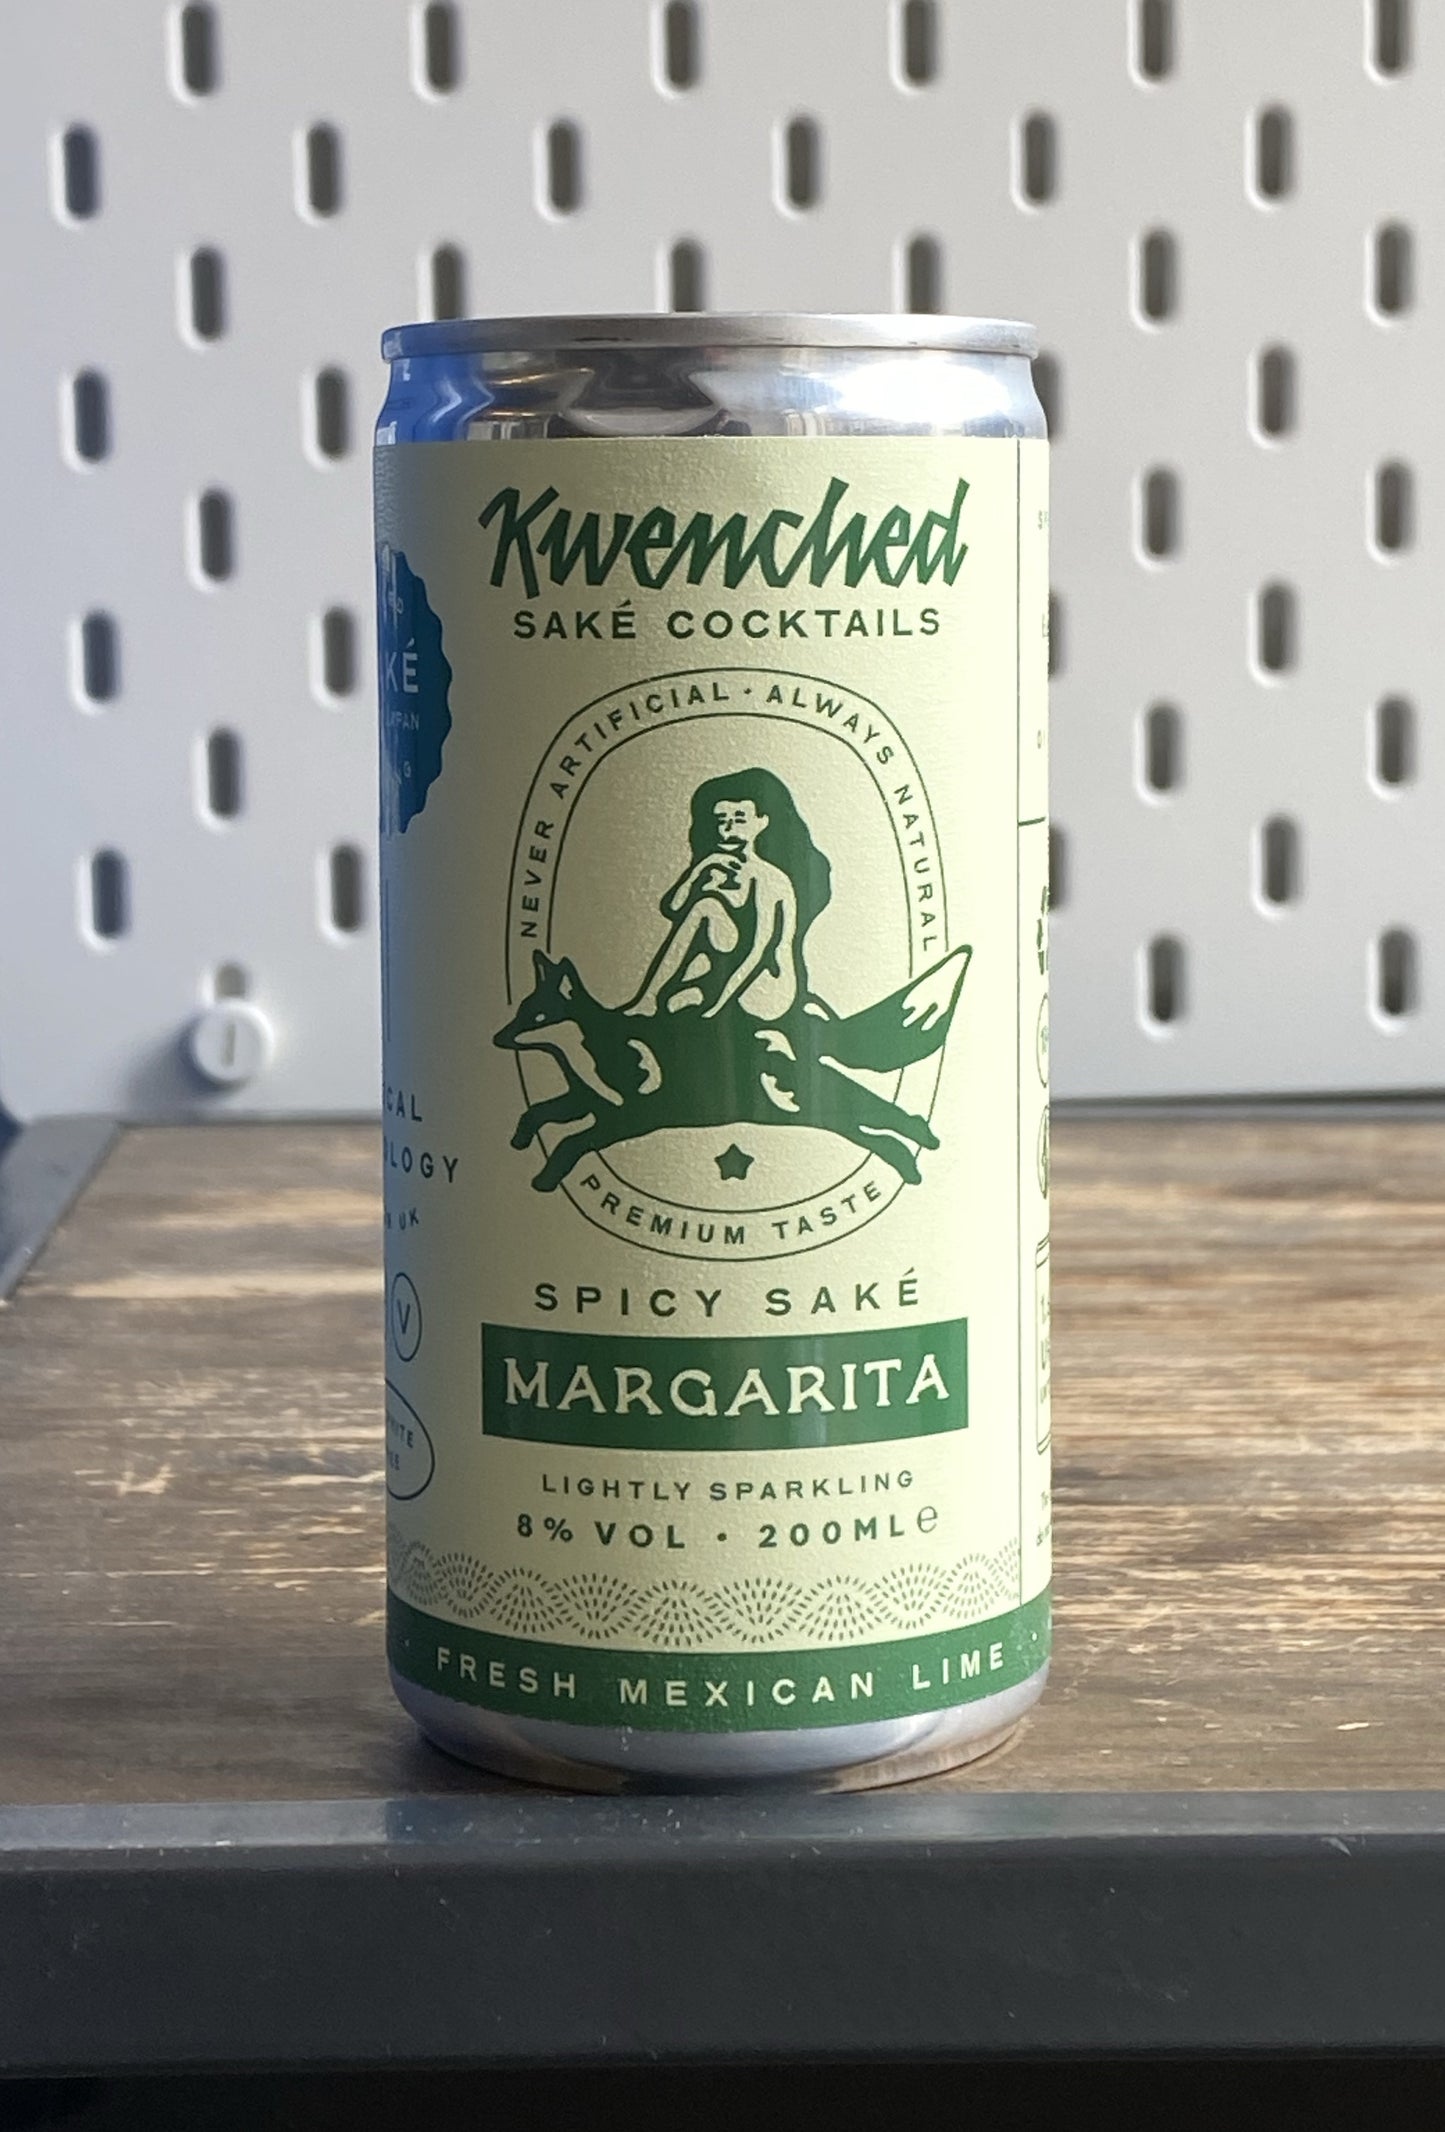 Kwenched
SAKÉ COCKTAILS
NEVER ARTIFICIAL · ALWAYS NATURAL
PREMIUM TASTE
SPICY SAKÉ
MARGARITA
LIGHTLY SPARKLING
8% VOL · 200ML℮
FRESH MEXICAN LIME ·
UK
V